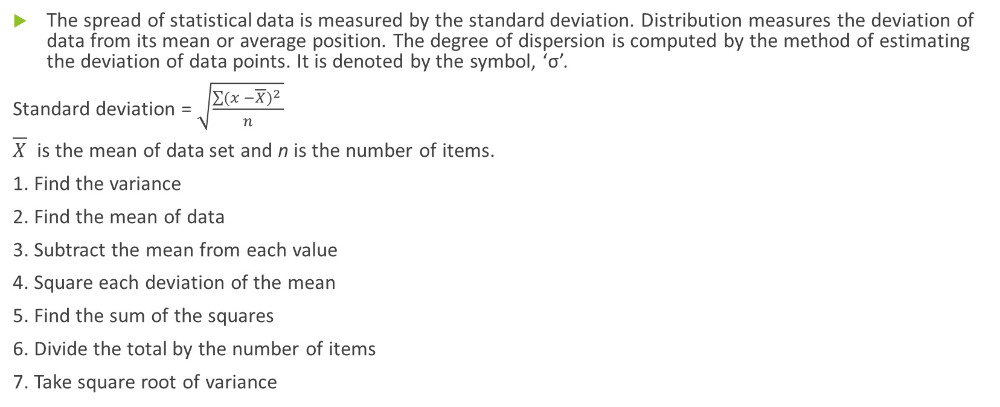 The spread of statistical data is measured by the standard deviation. Distribution measures the deviation of
data from its mean or average position. The degree of dispersion is computed by the method of estimating
the deviation of data points. It is denoted by the symbol, ‘σ’.
Standard deviation = √(∑(x − X̅)² / n)
X̅ is the mean of data set and n is the number of items.
1. Find the variance
2. Find the mean of data
3. Subtract the mean from each value
4. Square each deviation of the mean
5. Find the sum of the squares
6. Divide the total by the number of items
7. Take square root of variance